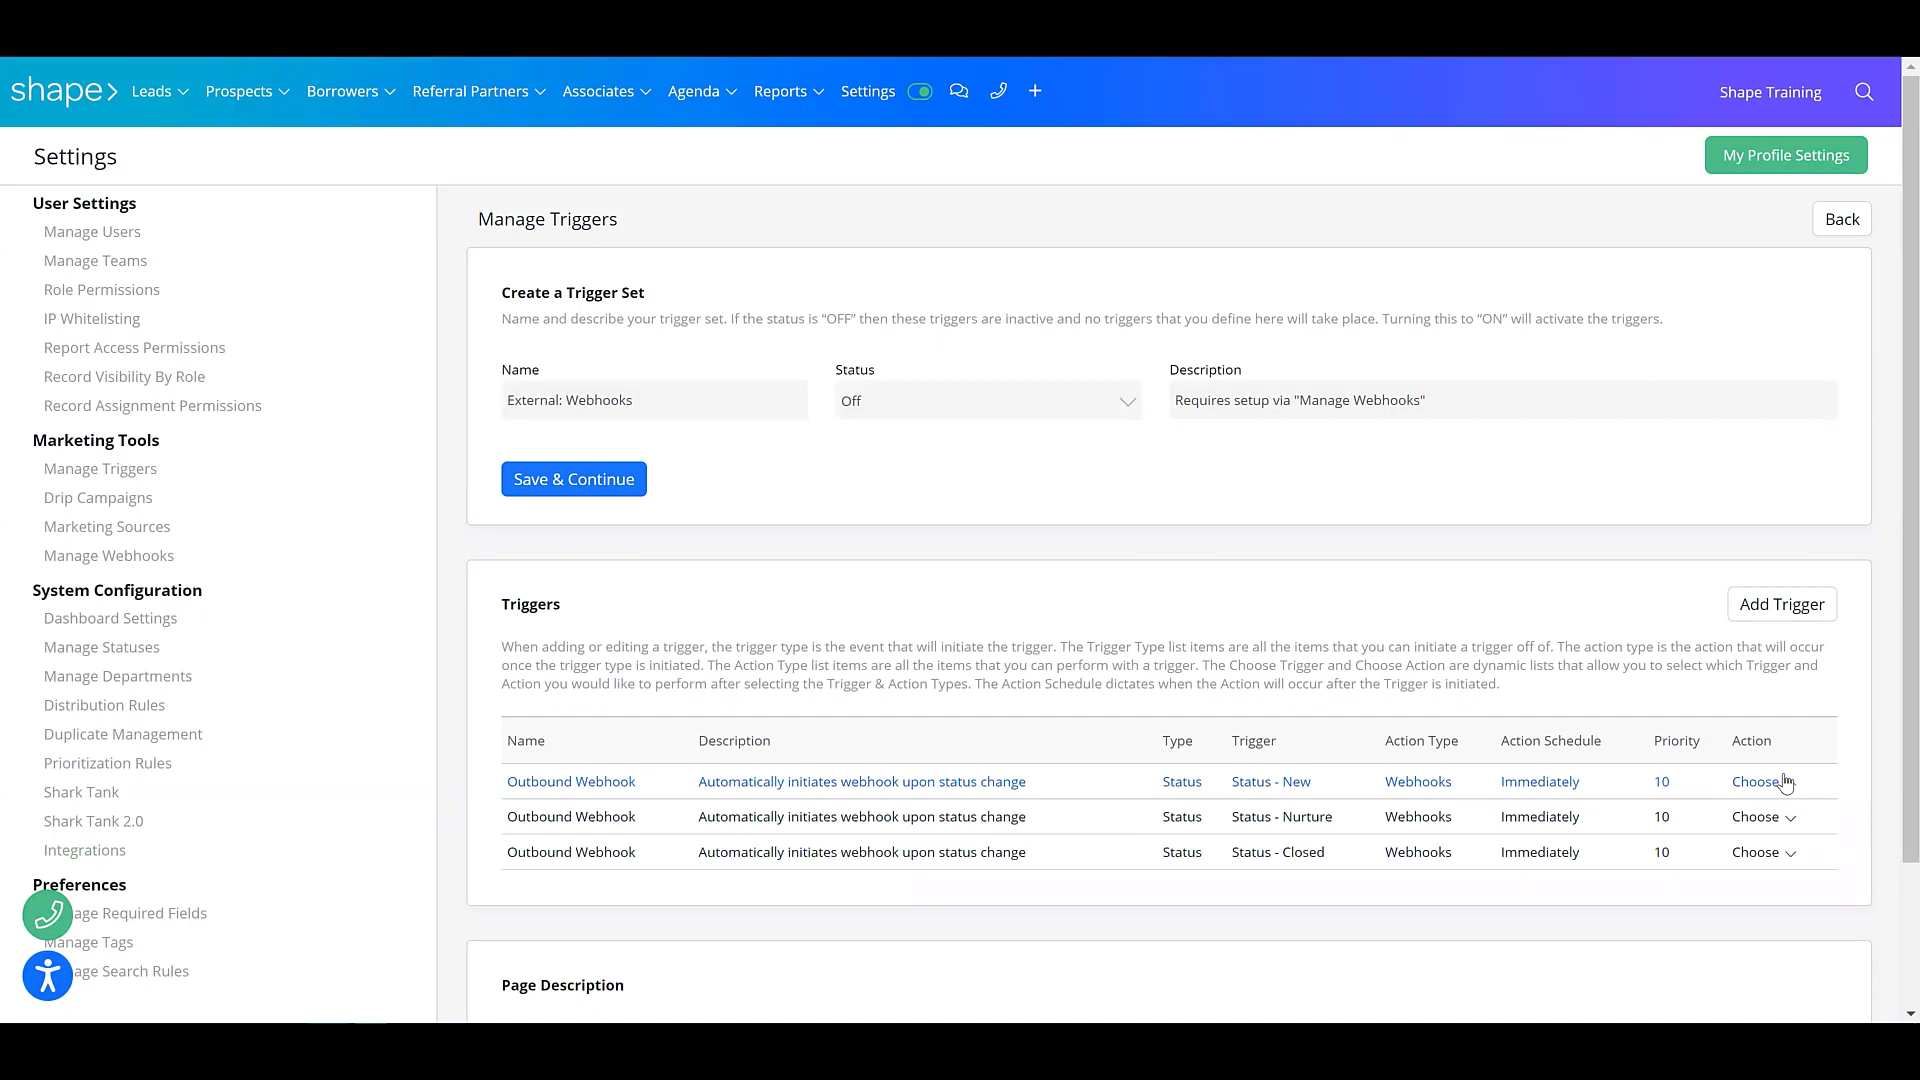 shape
Leads Prospects Borrowers Referral Partners Associates Agenda Reports Settings
Shape Training
Settings
My Profile Settings
User Settings
Manage Users
Manage Teams
Role Permissions
IP Whitelisting
Report Access Permissions
Record Visibility By Role
Record Assignment Permissions
Marketing Tools
Manage Triggers
Drip Campaigns
Marketing Sources
Manage Webhooks
System Configuration
Dashboard Settings
Manage Statuses
Manage Departments
Distribution Rules
Duplicate Management
Prioritization Rules
Shark Tank
Shark Tank 2.0
Integrations
Preferences
age Required Fields
Manage Tags
age Search Rules
Manage Triggers
Back
Create a Trigger Set
Name and describe your trigger set. If the status is “OFF” then these triggers are inactive and no triggers that you define here will take place. Turning this to “ON” will activate the triggers.
Name Status Description
External: Webhooks Off Requires setup via "Manage Webhooks"
Save & Continue
Triggers
Add Trigger
When adding or editing a trigger, the trigger type is the event that will initiate the trigger. The Trigger Type list items are all the items that you can initiate a trigger off of. The action type is the action that will occur
once the trigger type is initiated. The Action Type list items are all the items that you can perform with a trigger. The Choose Trigger and Choose Action are dynamic lists that allow you to select which Trigger and
Action you would like to perform after selecting the Trigger & Action Types. The Action Schedule dictates when the Action will occur after the Trigger is initiated.
Name Description Type Trigger Action Type Action Schedule Priority Action
Outbound Webhook Automatically initiates webhook upon status change Status Status - New Webhooks Immediately 10 Choose
Outbound Webhook Automatically initiates webhook upon status change Status Status - Nurture Webhooks Immediately 10 Choose
Outbound Webhook Automatically initiates webhook upon status change Status Status - Closed Webhooks Immediately 10 Choose
Page Description